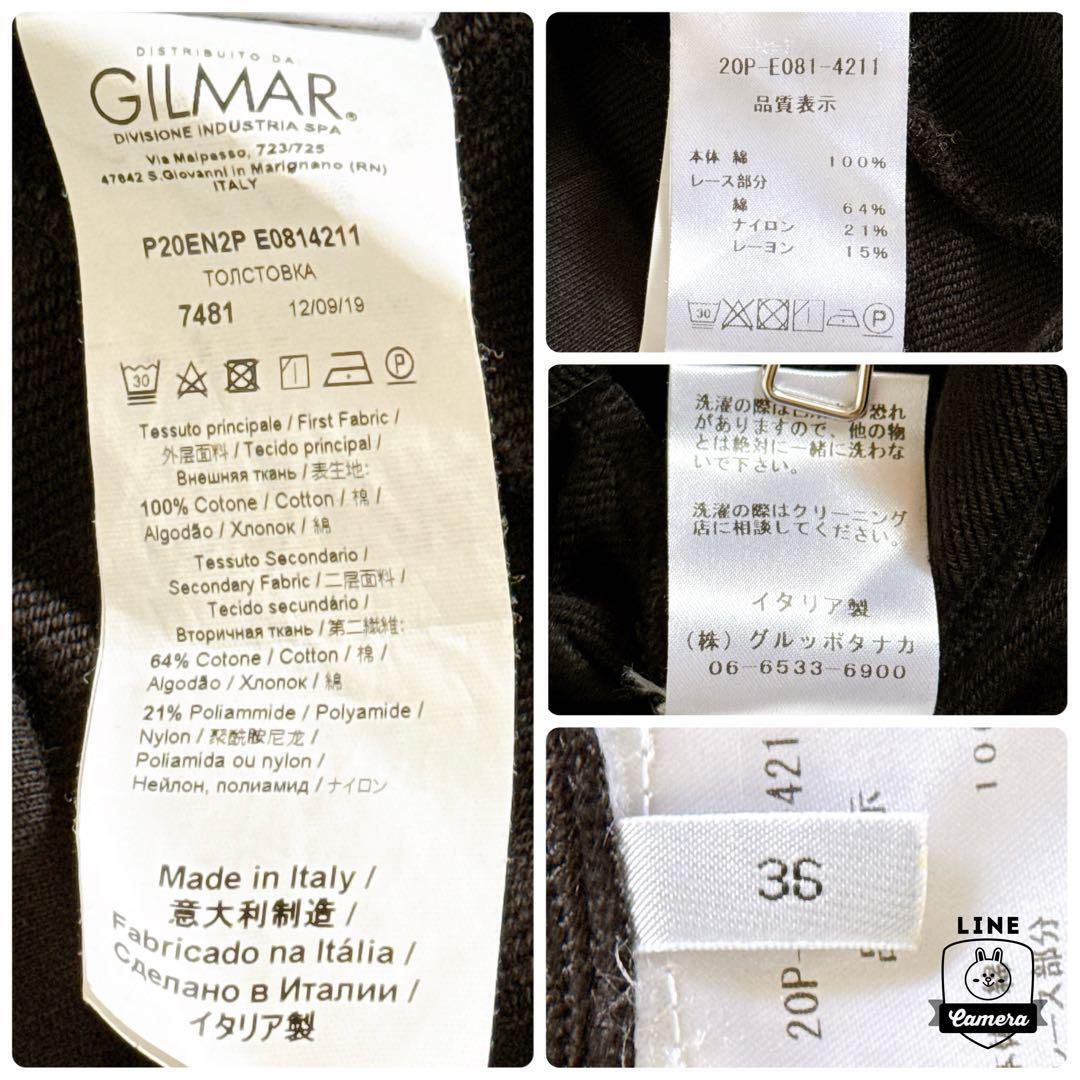 DISTRIBUITO DA:
GILMAR®
DIVISIONE INDUSTRIA SPA
Via Malpasso, 723/725
47842 S.Giovanni in Marignano (RN)
ITALY
P20EN2P E0814211
ТОЛСТОВКА
7481 12/09/19
30 P
Tessuto principale / First Fabric /
外层面料 / Tecido principal /
Внешняя ткань / 表生地:
100% Cotone / Cotton / 棉 /
Algodão / Хлопок / 綿
Tessuto Secondario /
Secondary Fabric / 二层面料 /
Tecido secundário /
Вторичная ткань / 第二繊維:
64% Cotone / Cotton / 棉 /
Algodão / Хлопок / 綿
21% Poliammide / Polyamide /
Nylon / 聚酰胺尼龙 /
Poliamida ou nylon /
Нейлон, полиамид / ナイロン
Made in Italy /
意大利制造 /
Fabricado na Itália /
Сделано в Италии /
イタリア製
20P-E081-4211
品質表示
本体 綿 100%
レース部分
綿 64%
ナイロン 21%
レーヨン 15%
30 P
洗濯の際は
恐れ
がありますので、他の物
とは絶対に一緒に洗わな
いで下さい。
洗濯の際はクリーニング
店に相談してください。
イタリア製
(株) グルッポタナカ
06-6533-6900
36
20P-
421
示
10
ース部分
LINE
Camera